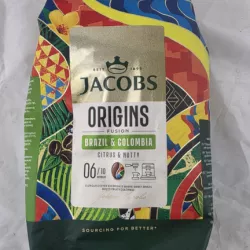 JACOBS
ORIGINS
FUSION
BRAZIL & COLOMBIA
CITRUS & NUTTY
06/10
SOURCING FOR BETTER*